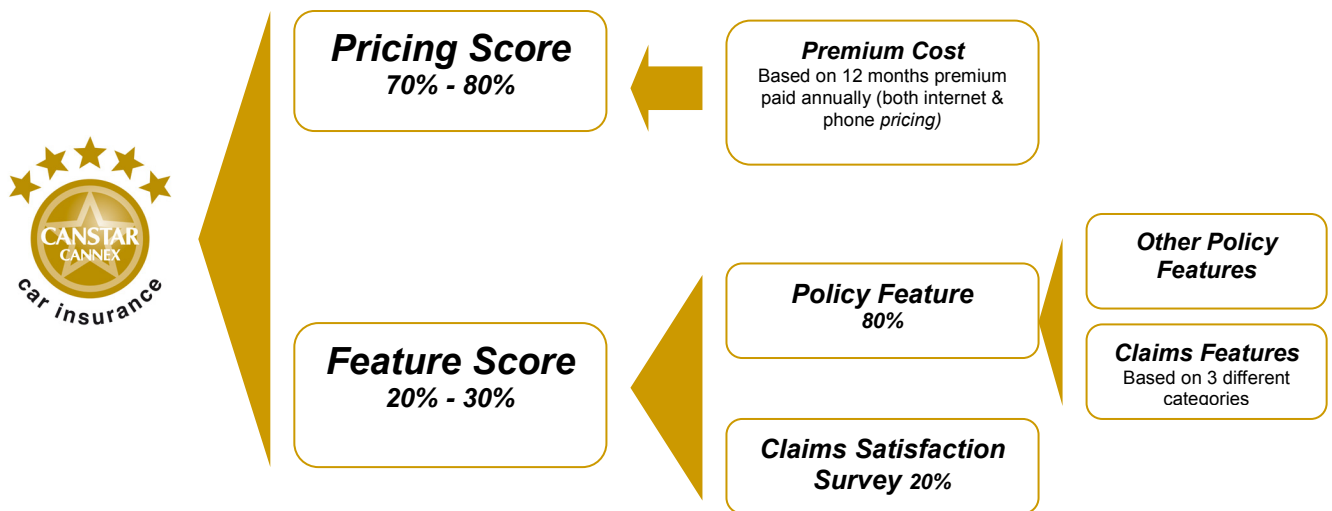 Pricing Score
70% - 80%
Premium Cost
Based on 12 months premium
paid annually (both internet &
phone pricing)
CANSTAR
CANNEX
car insurance
Feature Score
20% - 30%
Policy Feature
80%
Other Policy
Features
Claims Features
Based on 3 different
categories
Claims Satisfaction
Survey 20%